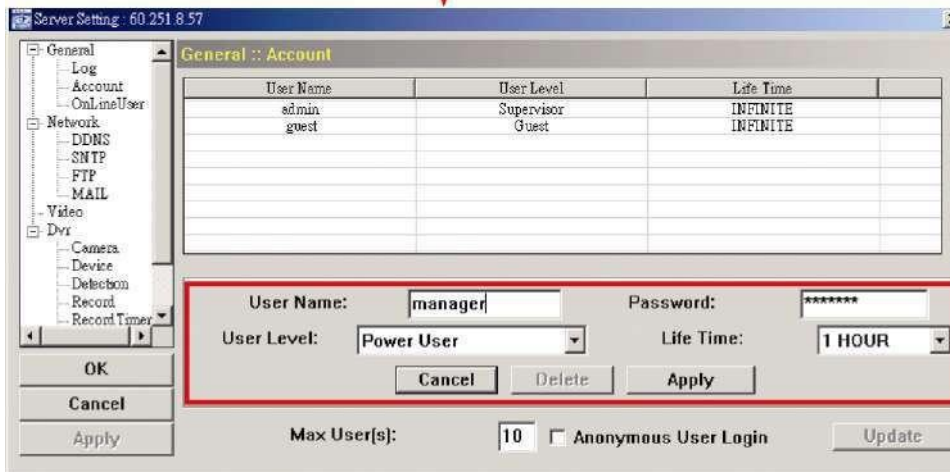 Server Setting : 60.251.8.57
General
Log
Account
OnLineUser
Network
DDNS
SNTP
FTP
MAIL
Video
Dvr
Camera
Device
Detection
Record
Record Timer
OK
Cancel
Apply
General :: Account
User Name User Level Life Time
admin Supervisor INFINITE
guest Guest INFINITE
User Name: manager Password: *******
User Level: Power User Life Time: 1 HOUR
Cancel Delete Apply
Max User(s): 10 Anonymous User Login Update